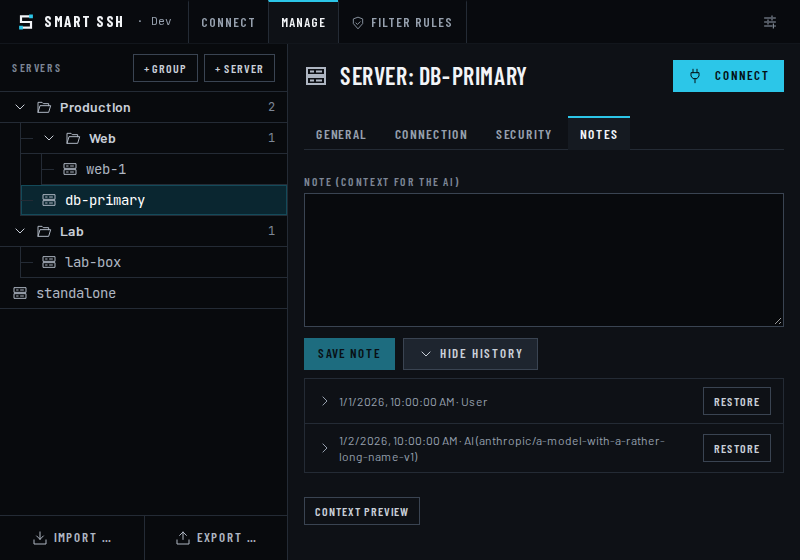 SMART SSH · Dev CONNECT MANAGE FILTER RULES
SERVERS +GROUP +SERVER
Production 2
Web 1
web-1
db-primary
Lab 1
lab-box
standalone
IMPORT … EXPORT …
SERVER: DB-PRIMARY CONNECT
GENERAL CONNECTION SECURITY NOTES
NOTE (CONTEXT FOR THE AI)
SAVE NOTE HIDE HISTORY
1/1/2026, 10:00:00 AM · User RESTORE
1/2/2026, 10:00:00 AM · AI (anthropic/a-model-with-a-rather-
long-name-v1) RESTORE
CONTEXT PREVIEW